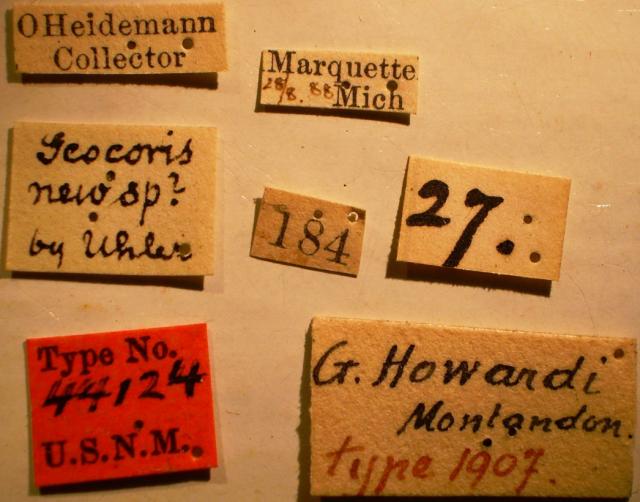 OHeidemann
Collector
Marquette
28/8. 88 Mich
Geocoris
new sp?
by Uhler
184
27.
Type No.
44124
U.S.N.M.
G. Howardi
Montandon.
type 1907.